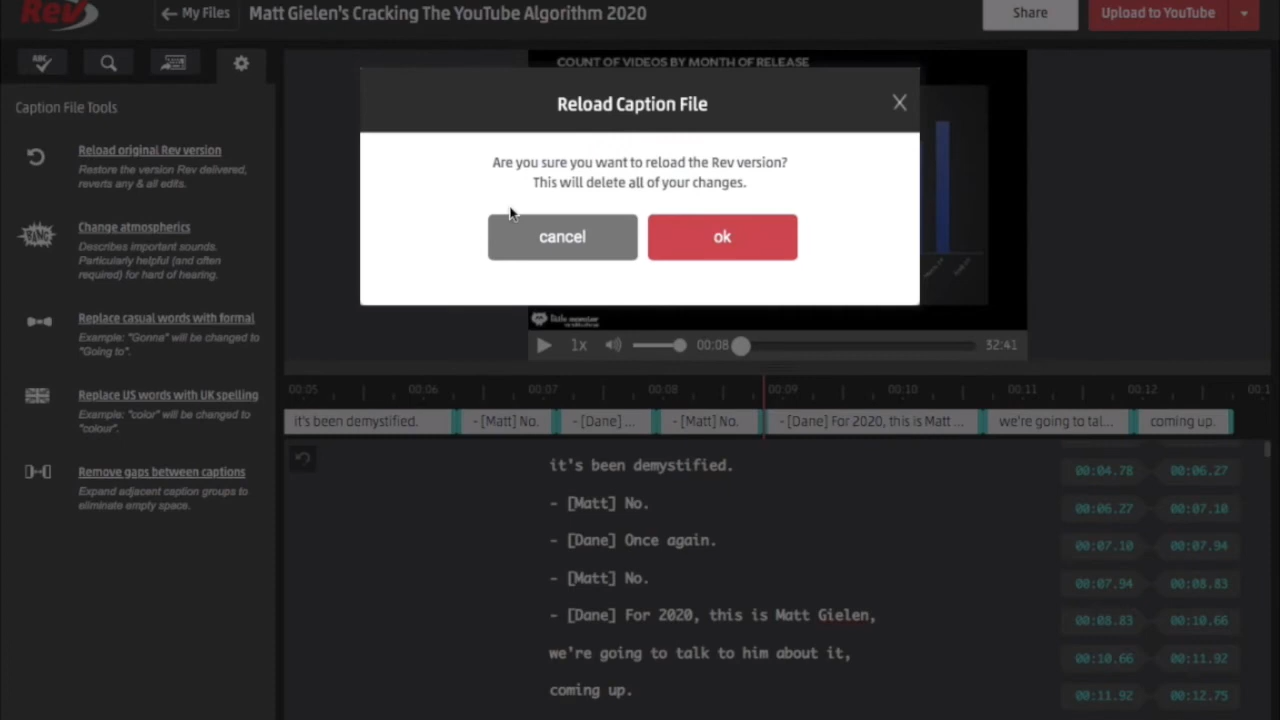 Rev
← My Files
Matt Gielen's Cracking The YouTube Algorithm 2020
Share
Upload to YouTube
ABC
Caption File Tools
Reload original Rev version
Restore the version Rev delivered,
reverts any & all edits.
BANG
Change atmospherics
Describes important sounds.
Particularly helpful (and often
required) for hard of hearing.
Replace casual words with formal
Example: "Gonna" will be changed to
"Going to".
Replace US words with UK spelling
Example: "color" will be changed to
"colour".
Remove gaps between captions
Expand adjacent caption groups to
eliminate empty space.
COUNT OF VIDEOS BY MONTH OF RELEASE
Reload Caption File
X
Are you sure you want to reload the Rev version?
This will delete all of your changes.
cancel
ok
little monster
1x
00:08
32:41
00:05 00:06 00:07 00:08 00:09 00:10 00:11 00:12 00:1
it's been demystified. - [Matt] No. - [Dane] ... - [Matt] No. - [Dane] For 2020, this is Matt ... we're going to tal... coming up.
it's been demystified. 00:04.78 00:06.27
- [Matt] No. 00:06.27 00:07.10
- [Dane] Once again. 00:07.10 00:07.94
- [Matt] No. 00:07.94 00:08.83
- [Dane] For 2020, this is Matt Gielen, 00:08.83 00:10.66
we're going to talk to him about it, 00:10.66 00:11.92
coming up. 00:11.92 00:12.75